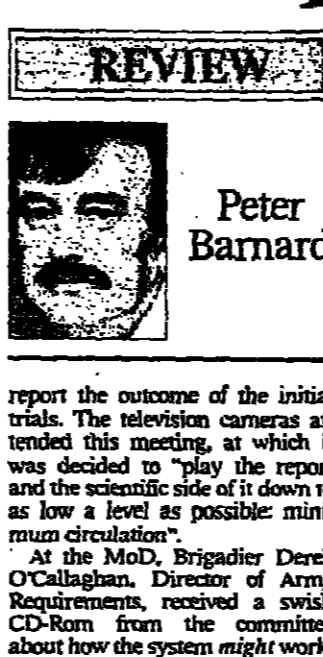 REVIEW
Peter
Barnard
report the outcome of the initia
trials. The television cameras at
tended this meeting, at which i
was decided to "play the repor
and the scientific side of it down t
as low a level as possible: mini
mum circulation".
At the MoD, Brigadier Dere
O'Callaghan, Director of Arm
Requirements, received a swis
CD-Rom from the committe
about how the system might work